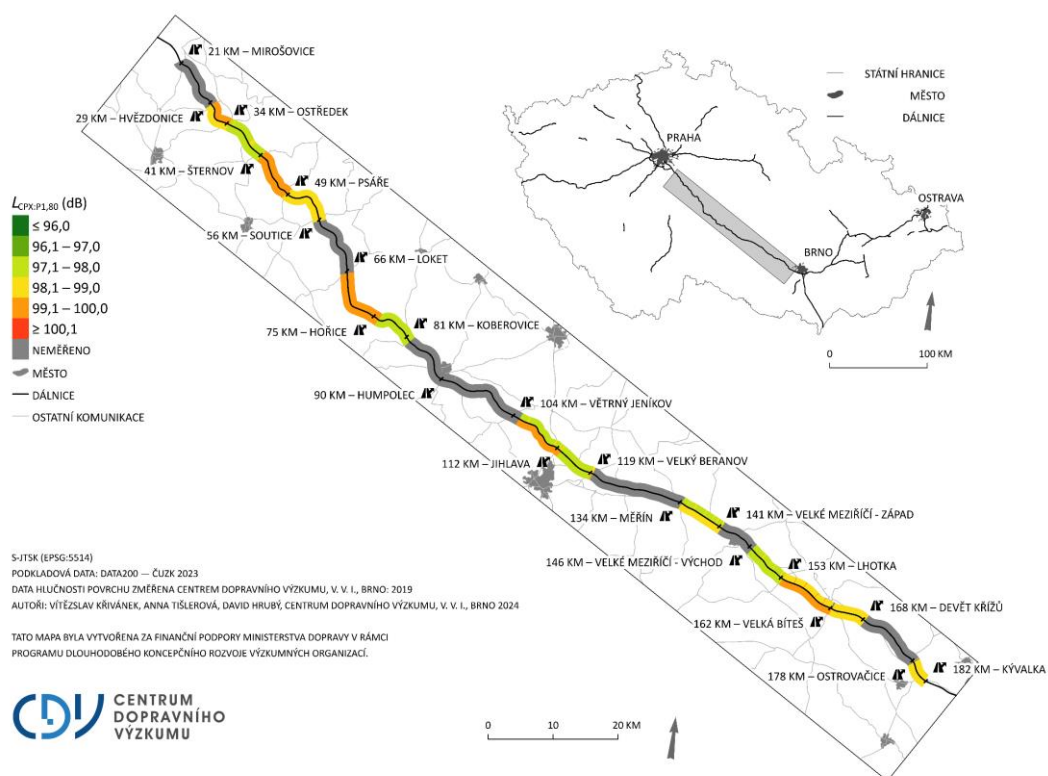 21 KM – MIROŠOVICE
29 KM – HVĚZDONICE
34 KM – OSTŘEDEK
41 KM – ŠTERNOV
49 KM – PSÁŘE
56 KM – SOUTICE
66 KM – LOKET
75 KM – HOŘICE
81 KM – KOBEROVICE
90 KM – HUMPOLEC
104 KM – VĚTRNÝ JENÍKOV
112 KM – JIHLAVA
119 KM – VELKÝ BERANOV
134 KM – MĚŘÍN
141 KM – VELKÉ MEZIŘÍČÍ - ZÁPAD
146 KM – VELKÉ MEZIŘÍČÍ - VÝCHOD
153 KM – LHOTKA
162 KM – VELKÁ BÍTEŠ
168 KM – DEVĚT KŘÍŽŮ
178 KM – OSTROVAČICE
182 KM – KÝVALKA
STÁTNÍ HRANICE
MĚSTO
DÁLNICE
PRAHA
OSTRAVA
BRNO
0 100 KM
LCPX:P1,80 (dB)
≤ 96,0
96,1 – 97,0
97,1 – 98,0
98,1 – 99,0
99,1 – 100,0
≥ 100,1
NEMĚŘENO
MĚSTO
DÁLNICE
OSTATNÍ KOMUNIKACE
S-JTSK (EPSG:5514)
PODKLADOVÁ DATA: DATA200 — ČUZK 2023
DATA HLUČNOSTI POVRCHU ZMĚŘENA CENTREM DOPRAVNÍHO VÝZKUMU, V. V. I., BRNO: 2019
AUTOŘI: VÍTĚZSLAV KŘIVÁNEK, ANNA TIŠLEROVÁ, DAVID HRUBÝ, CENTRUM DOPRAVNÍHO VÝZKUMU, V. V. I., BRNO 2024
TATO MAPA BYLA VYTVOŘENA ZA FINANČNÍ PODPORY MINISTERSTVA DOPRAVY V RÁMCI
PROGRAMU DLOUHODOBÉHO KONCEPČNÍHO ROZVOJE VÝZKUMNÝCH ORGANIZACÍ.
CDV
CENTRUM
DOPRAVNÍHO
VÝZKUMU
0 10 20 KM